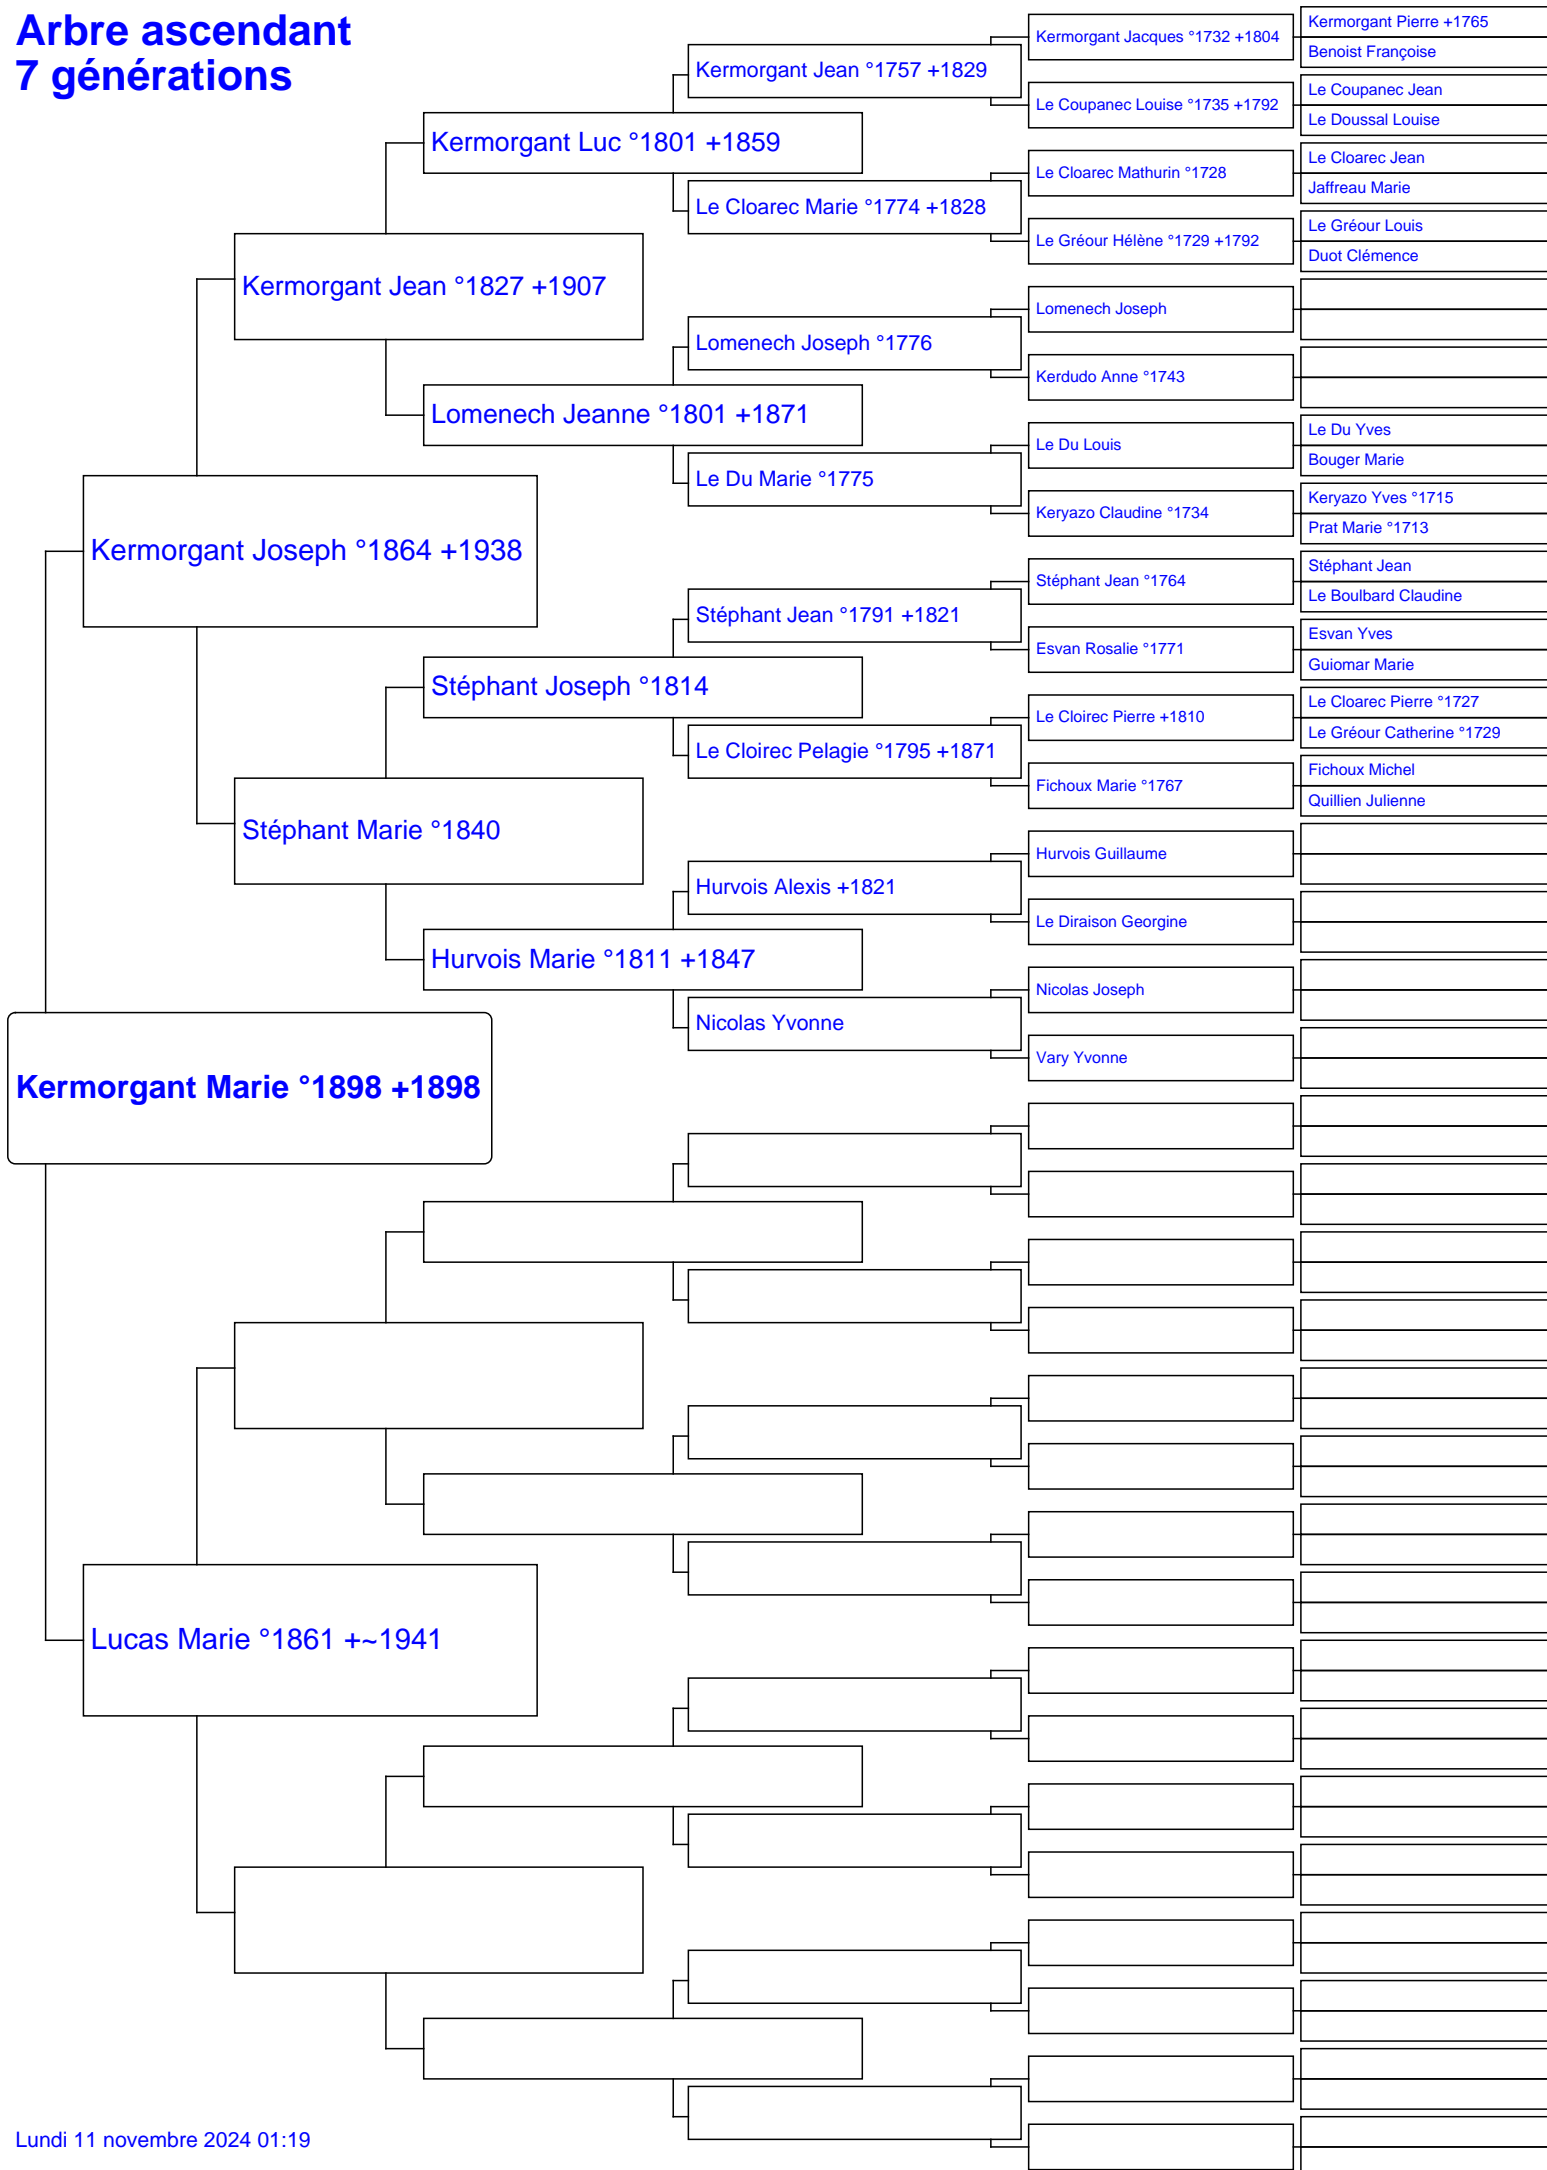 Arbre ascendant
7 générations
Kermorgant Marie °1898 +1898
Kermorgant Joseph °1864 +1938
Lucas Marie °1861 +~1941
Kermorgant Jean °1827 +1907
Stéphant Marie °1840
Kermorgant Luc °1801 +1859
Lomenech Jeanne °1801 +1871
Stéphant Joseph °1814
Hurvois Marie °1811 +1847
Kermorgant Jean °1757 +1829
Le Cloarec Marie °1774 +1828
Lomenech Joseph °1776
Le Du Marie °1775
Stéphant Jean °1791 +1821
Le Cloirec Pelagie °1795 +1871
Hurvois Alexis +1821
Nicolas Yvonne
Kermorgant Jacques °1732 +1804
Le Coupanec Louise °1735 +1792
Le Cloarec Mathurin °1728
Le Gréour Hélène °1729 +1792
Lomenech Joseph
Kerdudo Anne °1743
Le Du Louis
Keryazo Claudine °1734
Stéphant Jean °1764
Esvan Rosalie °1771
Le Cloirec Pierre +1810
Fichoux Marie °1767
Hurvois Guillaume
Le Diraison Georgine
Nicolas Joseph
Vary Yvonne
Kermorgant Pierre +1765
Benoist Françoise
Le Coupanec Jean
Le Doussal Louise
Le Cloarec Jean
Jaffreau Marie
Le Gréour Louis
Duot Clémence
Le Du Yves
Bouger Marie
Keryazo Yves °1715
Prat Marie °1713
Stéphant Jean
Le Boulbard Claudine
Esvan Yves
Guiomar Marie
Le Cloarec Pierre °1727
Le Gréour Catherine °1729
Fichoux Michel
Quillien Julienne
Lundi 11 novembre 2024 01:19